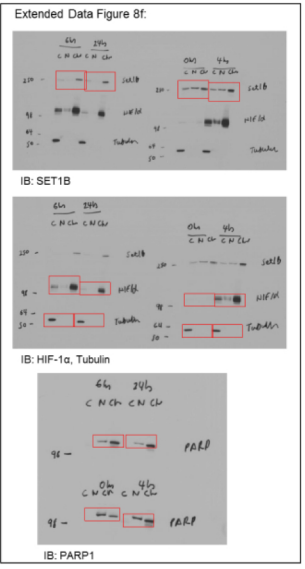 Extended Data Figure 8f:
6h 24h
C N Ch C N Ch
0h 4h
C N Ch C N Ch
250 - Set1B
250 - Set1B
98 - HIF1α
98 - HIF1α
64 - Tubulin
50 -
64 - Tubulin
50 -
IB: SET1B
6h 24h
C N Ch C N Ch
0h 4h
C N Ch C N Ch
250 - Set1B
250 - Set1B
98 - HIF1α
98 - HIF1α
64 - Tubulin
50 -
64 - Tubulin
50 -
IB: HIF-1α, Tubulin
6h 24h
C N Ch C N Ch
98 - PARP
0h 4h
C N Ch C N Ch
98 - PARP
IB: PARP1